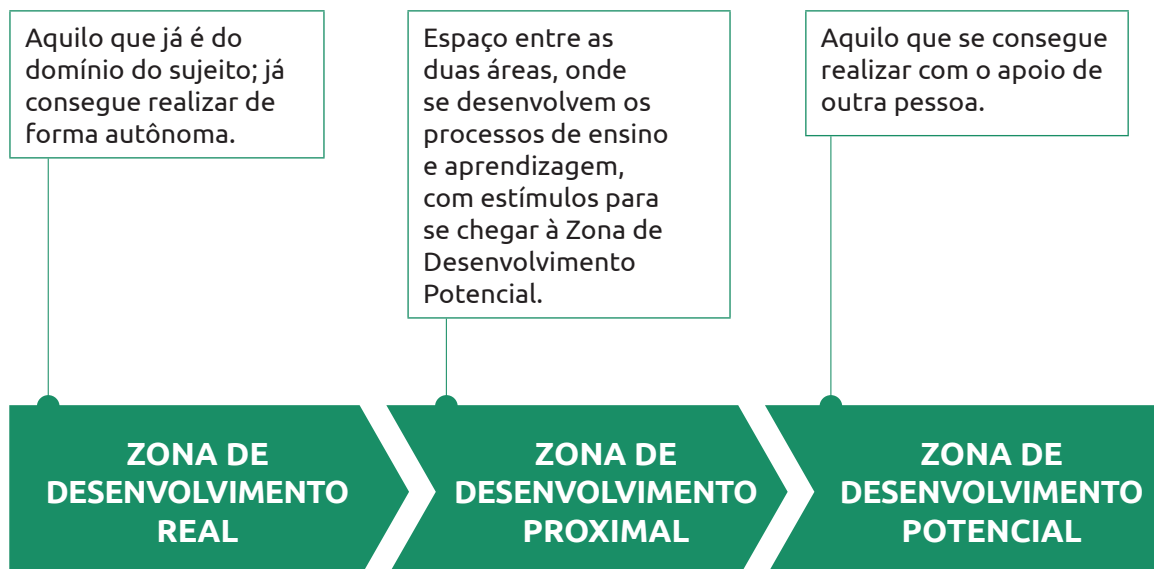 Aquilo que já é do
domínio do sujeito; já
consegue realizar de
forma autônoma.
Espaço entre as
duas áreas, onde
se desenvolvem os
processos de ensino
e aprendizagem,
com estímulos para
se chegar à Zona de
Desenvolvimento
Potencial.
Aquilo que se consegue
realizar com o apoio de
outra pessoa.
ZONA DE
DESENVOLVIMENTO
REAL
ZONA DE
DESENVOLVIMENTO
PROXIMAL
ZONA DE
DESENVOLVIMENTO
POTENCIAL